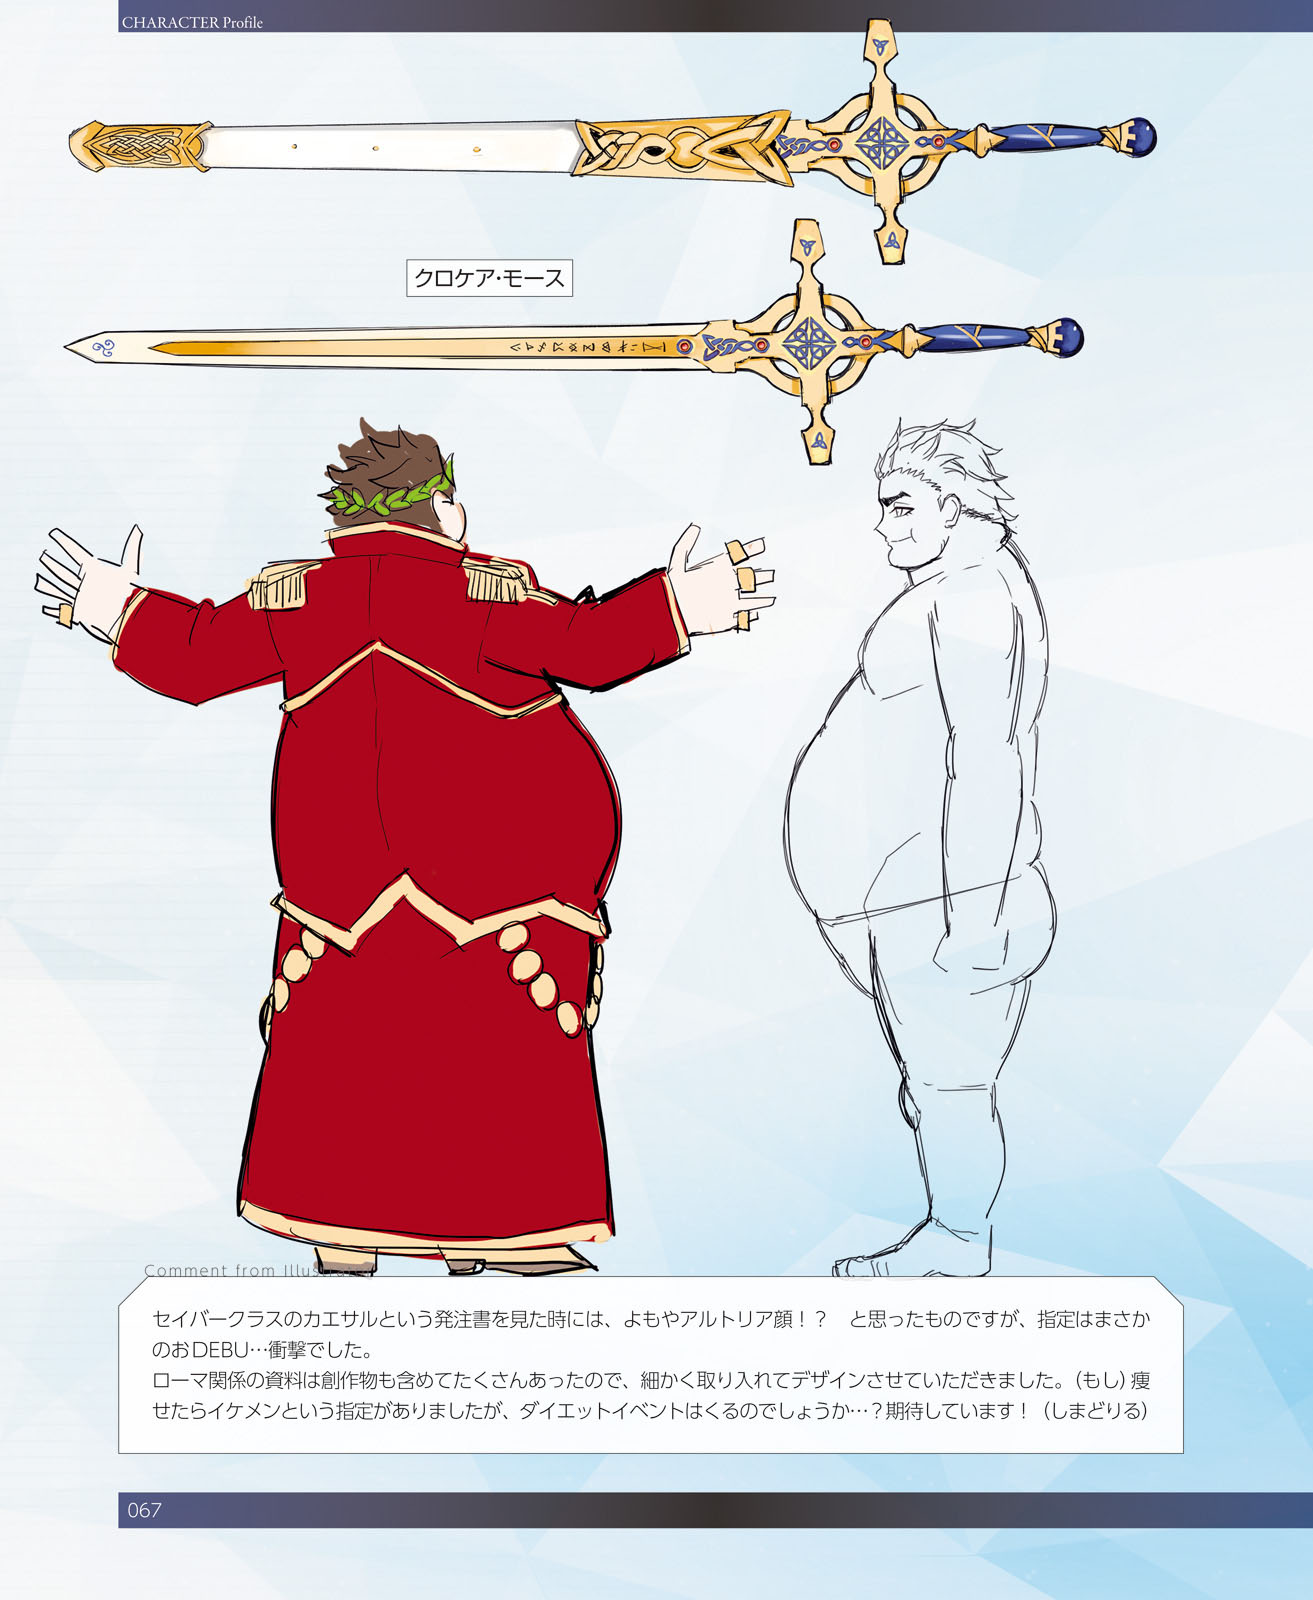 CHARACTER Profile
クロケア・モース
Comment from Illustrator
セイバークラスのカエサルという発注書を見た時には、よもやアルトリア顔！？　と思ったものですが、指定はまさか
のおDEBU…衝撃でした。
ローマ関係の資料は創作物も含めてたくさんあったので、細かく取り入れてデザインさせていただきました。（もし）痩
せたらイケメンという指定がありましたが、ダイエットイベントはくるのでしょうか…？期待しています！（しまどりる）
067